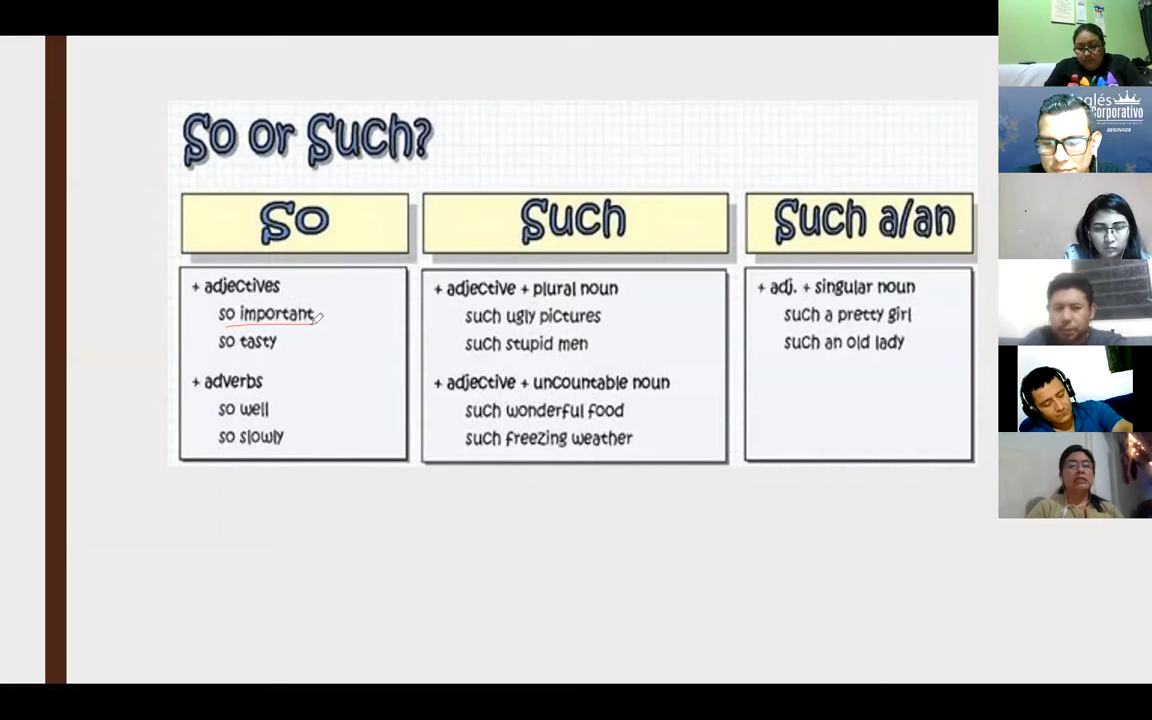 So or Such?
So
+ adjectives
so important
so tasty
+ adverbs
so well
so slowly
Such
+ adjective + plural noun
such ugly pictures
such stupid men
+ adjective + uncountable noun
such wonderful food
such freezing weather
Such a/an
+ adj. + singular noun
such a pretty girl
such an old lady
inglés
Corporativo
BEGINNER